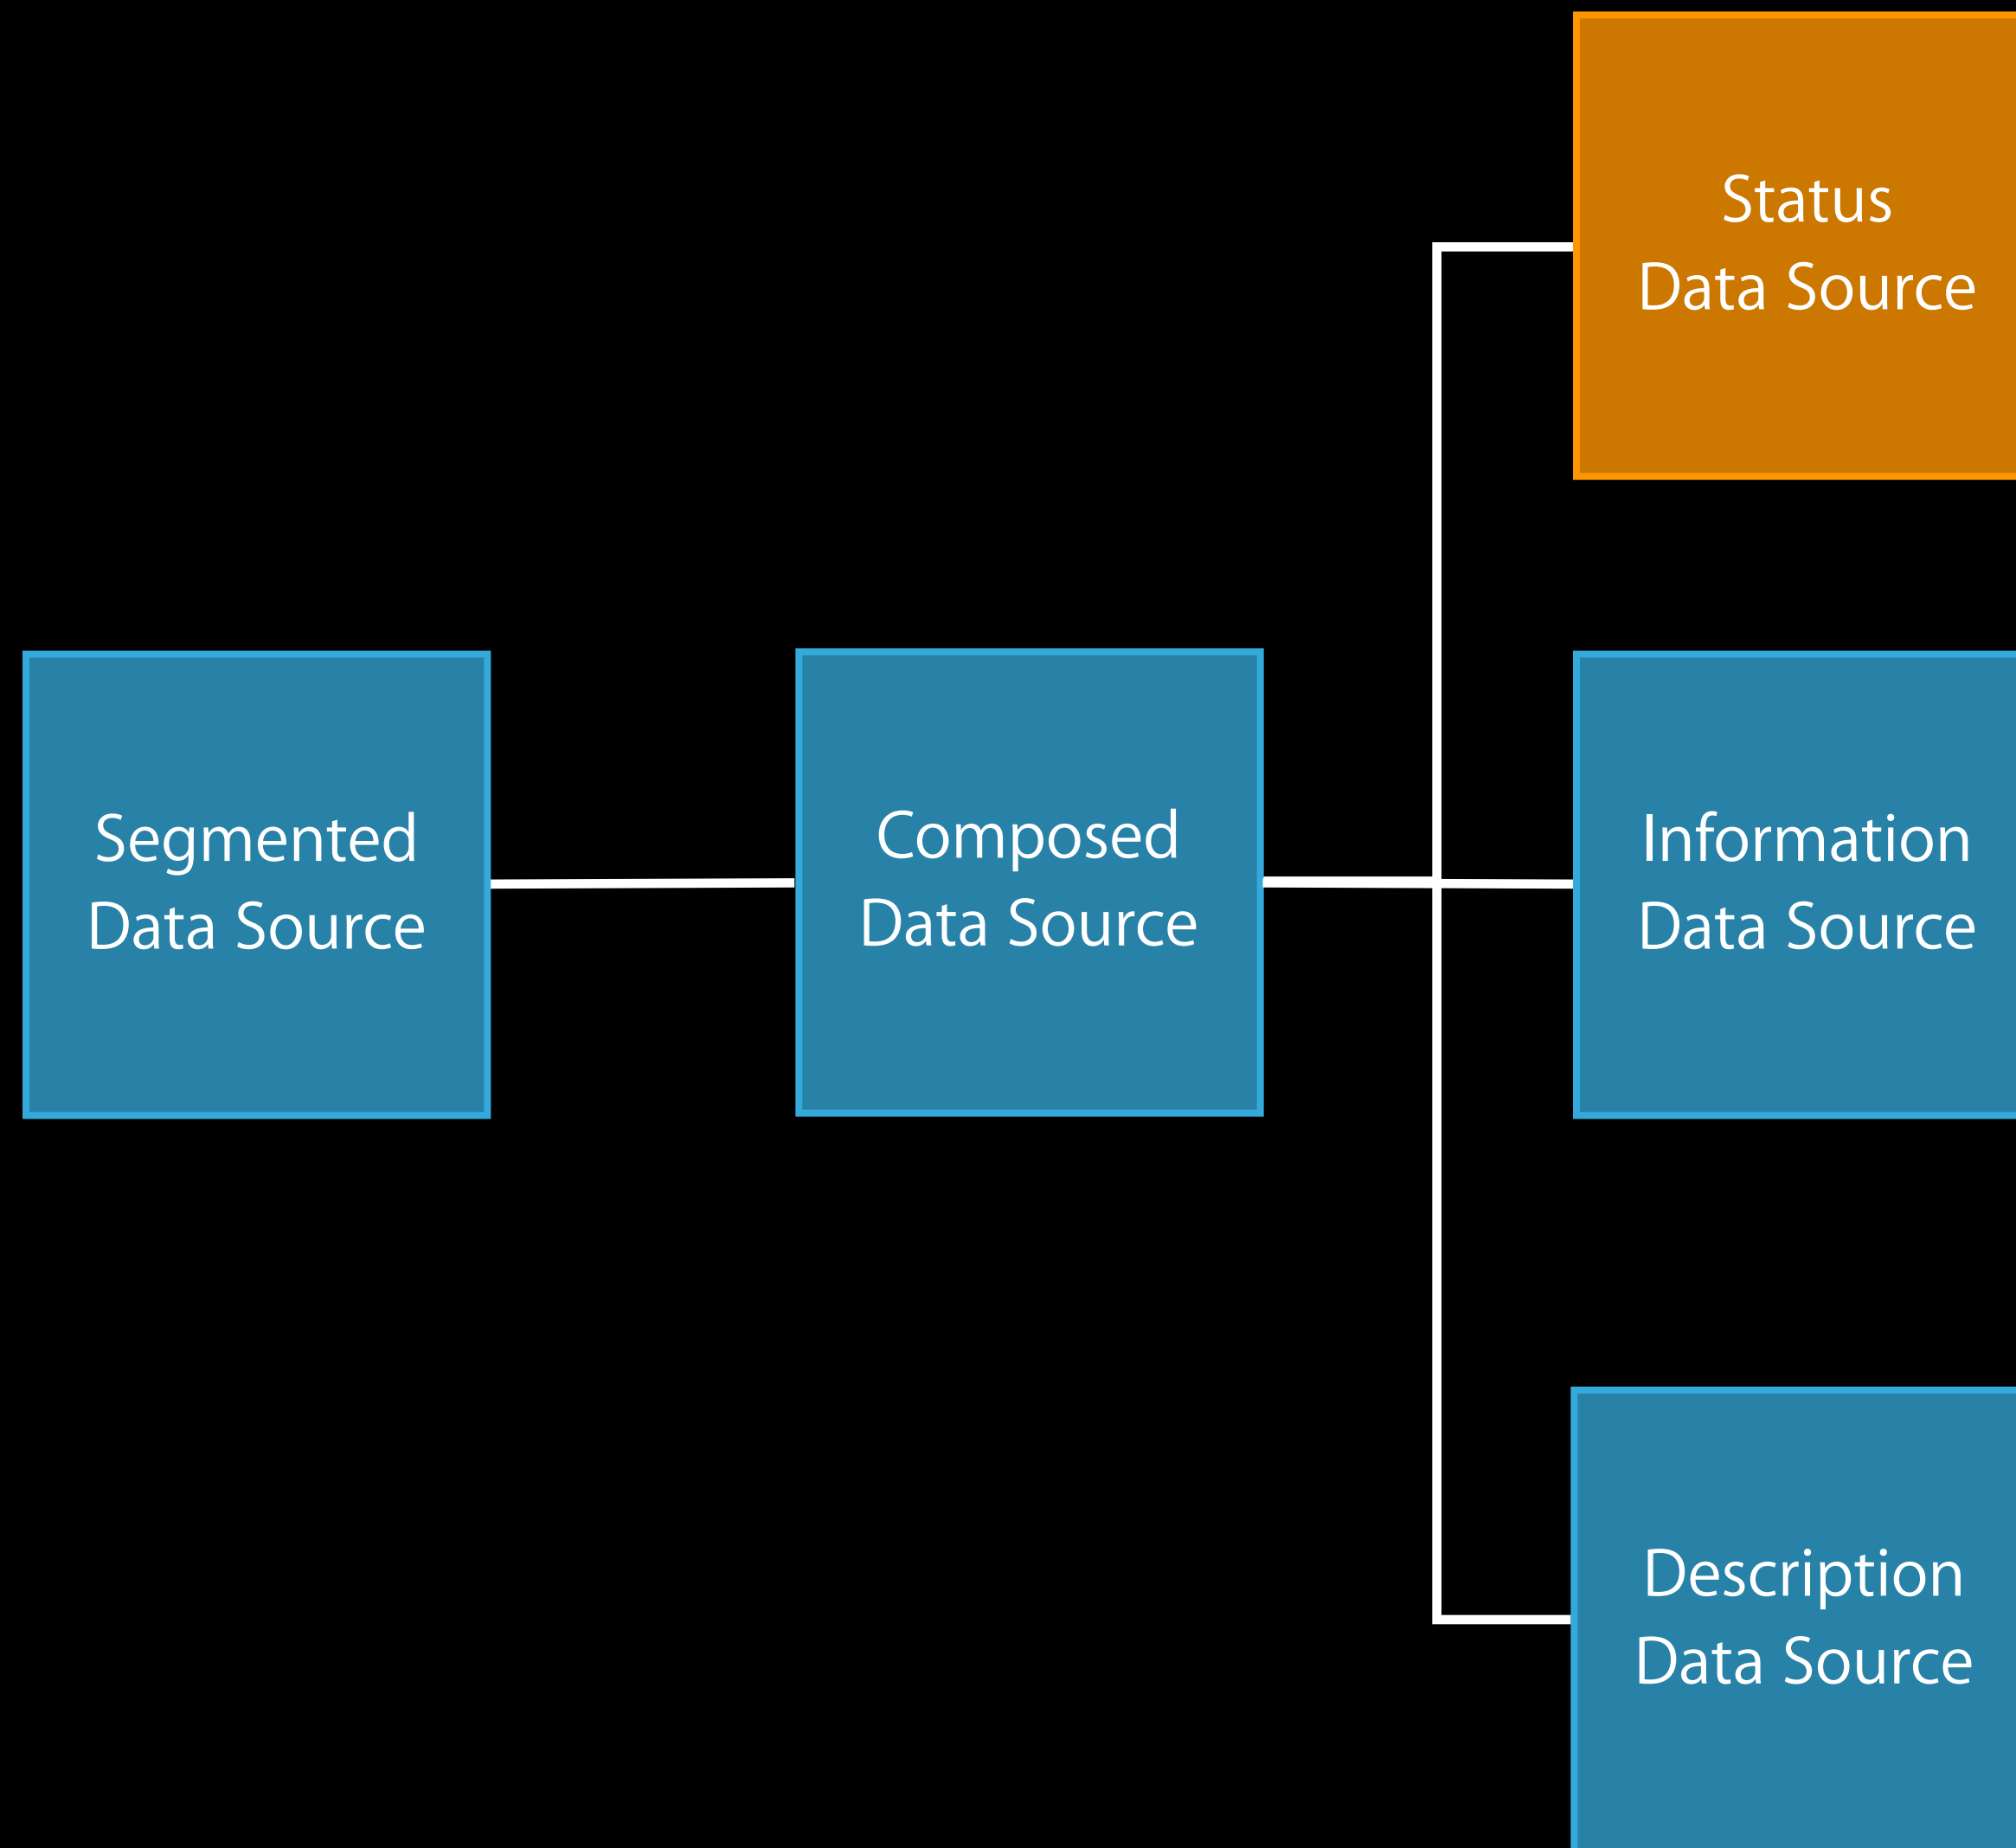 Status
Data Source
Segmented
Data Source
Composed
Data Source
Information
Data Source
Description
Data Source